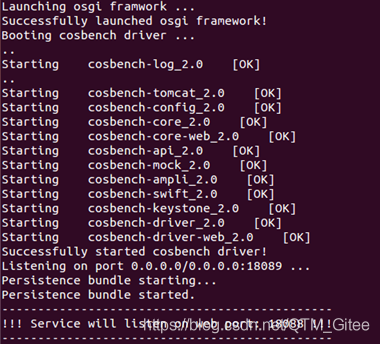 Launching osgi framwork ...
Successfully launched osgi framework!
Booting cosbench driver ...
..
Starting    cosbench-log_2.0    [OK]
..
Starting    cosbench-tomcat_2.0    [OK]
Starting    cosbench-config_2.0    [OK]
Starting    cosbench-core_2.0    [OK]
Starting    cosbench-core-web_2.0    [OK]
Starting    cosbench-api_2.0    [OK]
Starting    cosbench-mock_2.0    [OK]
Starting    cosbench-ampli_2.0    [OK]
Starting    cosbench-swift_2.0    [OK]
Starting    cosbench-keystone_2.0    [OK]
Starting    cosbench-driver_2.0    [OK]
Starting    cosbench-driver-web_2.0    [OK]
Successfully started cosbench driver!
Listening on port 0.0.0.0/0.0.0.0:18089 ...
Persistence bundle starting...
Persistence bundle started.
----------------------------------------------
!!! Service will listen on web port: 18088 !!!
----------------------------------------------
https://blog.csdn.net/QTM_Gitee